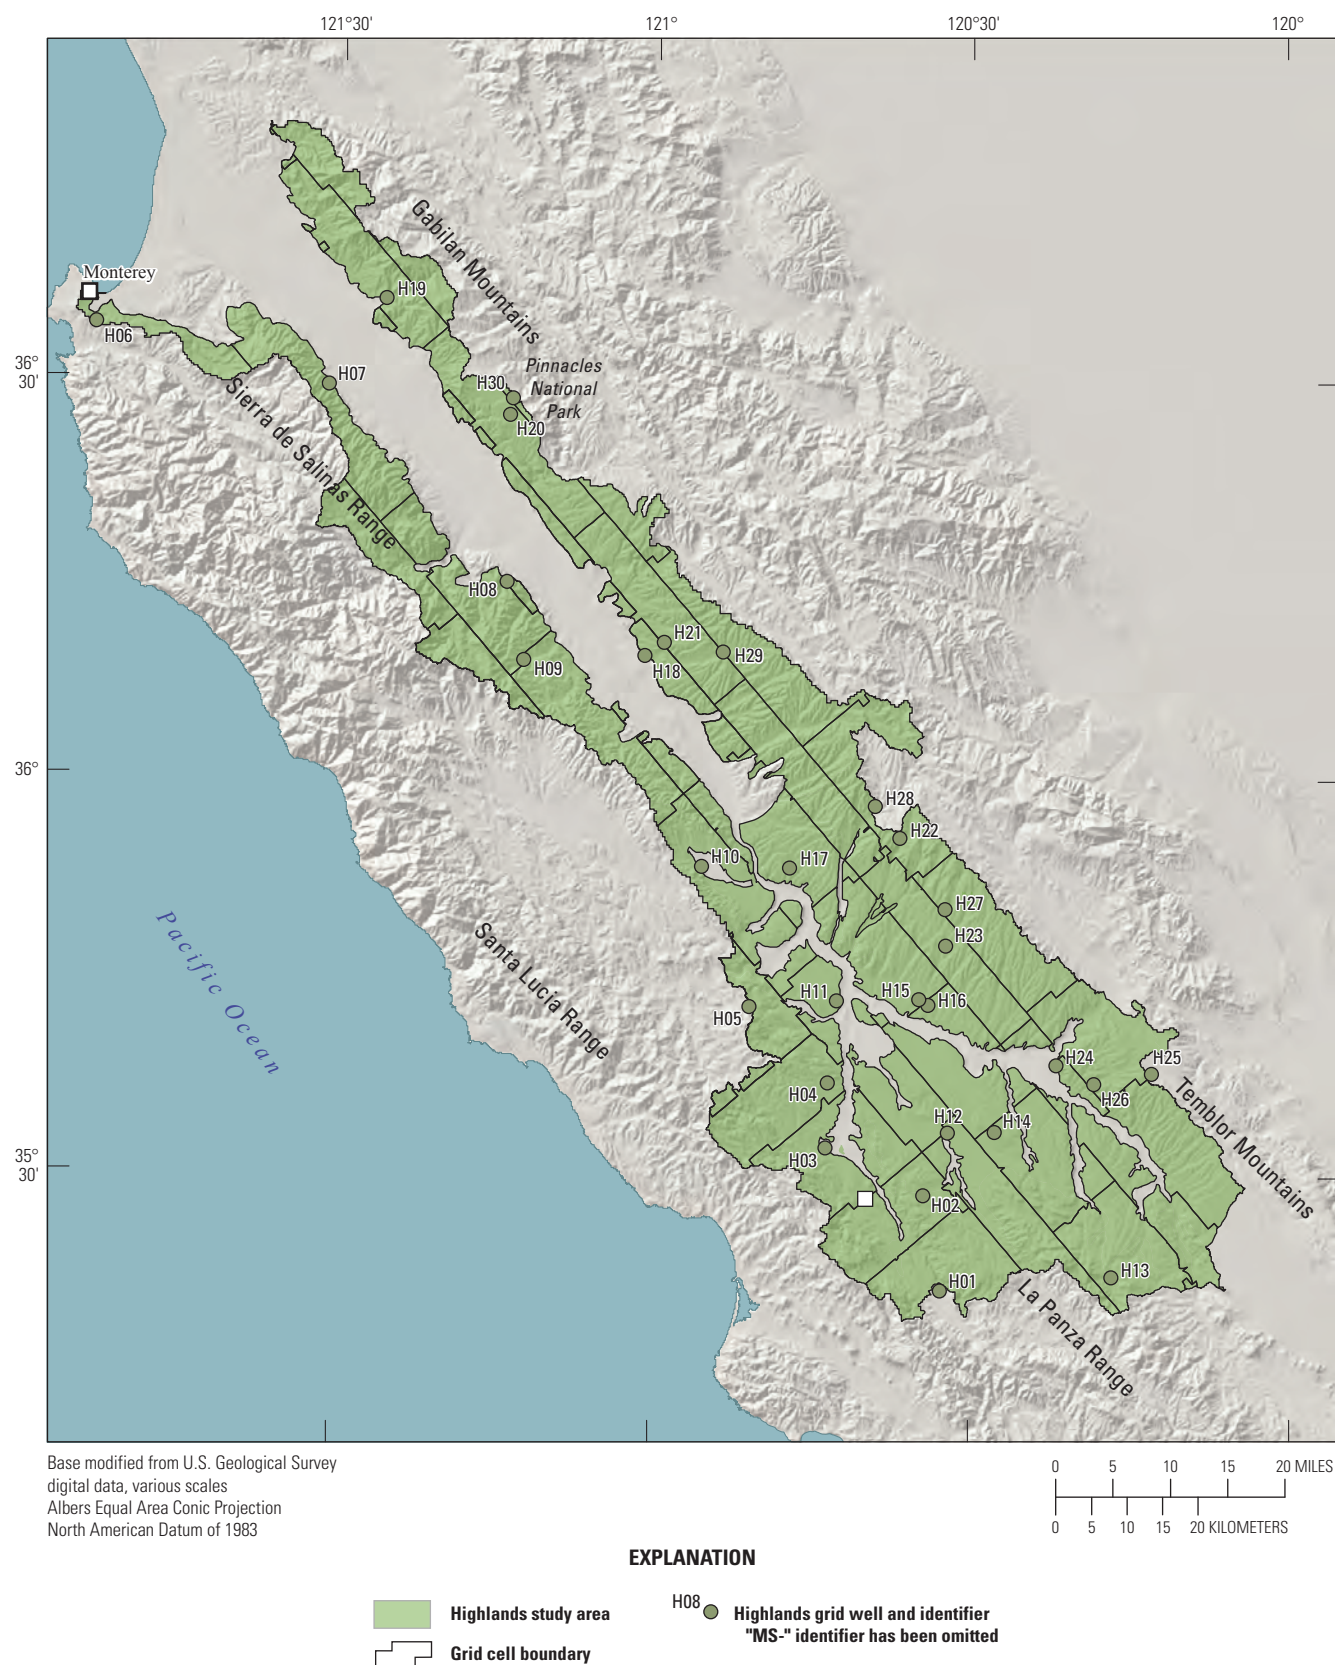 121°30'
121°
120°30'
120°
Gabilan Mountains
Monterey
H19
H06
36°
30'
H07
Pinnacles
National
Park
H30
H20
Sierra de Salinas Range
H08
H21
H29
H09
H18
36°
H28
H22
H10
H17
H27
H23
Pacific Ocean
Santa Lucia Range
H15
H16
H11
H05
H24
H25
H26
H04
Temblor Mountains
H12
H14
H03
35°
30'
H02
H13
H01
La Panza Range
Base modified from U.S. Geological Survey
digital data, various scales
Albers Equal Area Conic Projection
North American Datum of 1983
0 5 10 15 20 MILES
0 5 10 15 20 KILOMETERS
EXPLANATION
Highlands study area
Grid cell boundary
H08
Highlands grid well and identifier
"MS-" identifier has been omitted